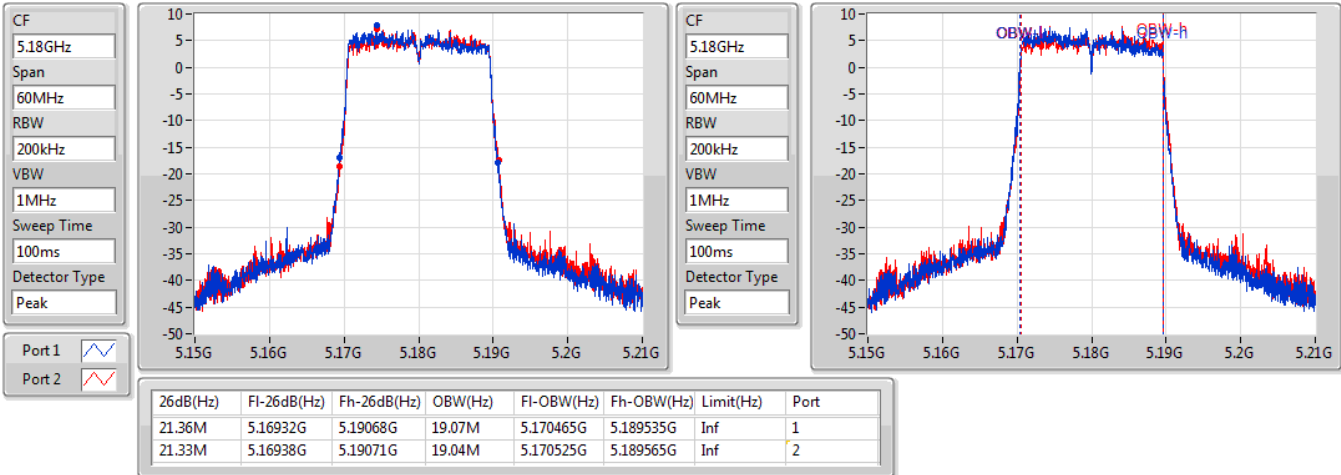 CF
5.18GHz
Span
60MHz
RBW
200kHz
VBW
1MHz
Sweep Time
100ms
Detector Type
Peak
Port 1
Port 2
10
5
0
-5
-10
-15
-20
-25
-30
-35
-40
-45
-50
5.15G 5.16G 5.17G 5.18G 5.19G 5.2G 5.21G
CF
5.18GHz
Span
60MHz
RBW
200kHz
VBW
1MHz
Sweep Time
100ms
Detector Type
Peak
10
5
0
-5
-10
-15
-20
-25
-30
-35
-40
-45
-50
OBW-h
5.15G 5.16G 5.17G 5.18G 5.19G 5.2G 5.21G
26dB(Hz) Fl-26dB(Hz) Fh-26dB(Hz) OBW(Hz) Fl-OBW(Hz) Fh-OBW(Hz) Limit(Hz) Port
21.36M 5.16932G 5.19068G 19.07M 5.170465G 5.189535G Inf 1
21.33M 5.16938G 5.19071G 19.04M 5.170525G 5.189565G Inf 2